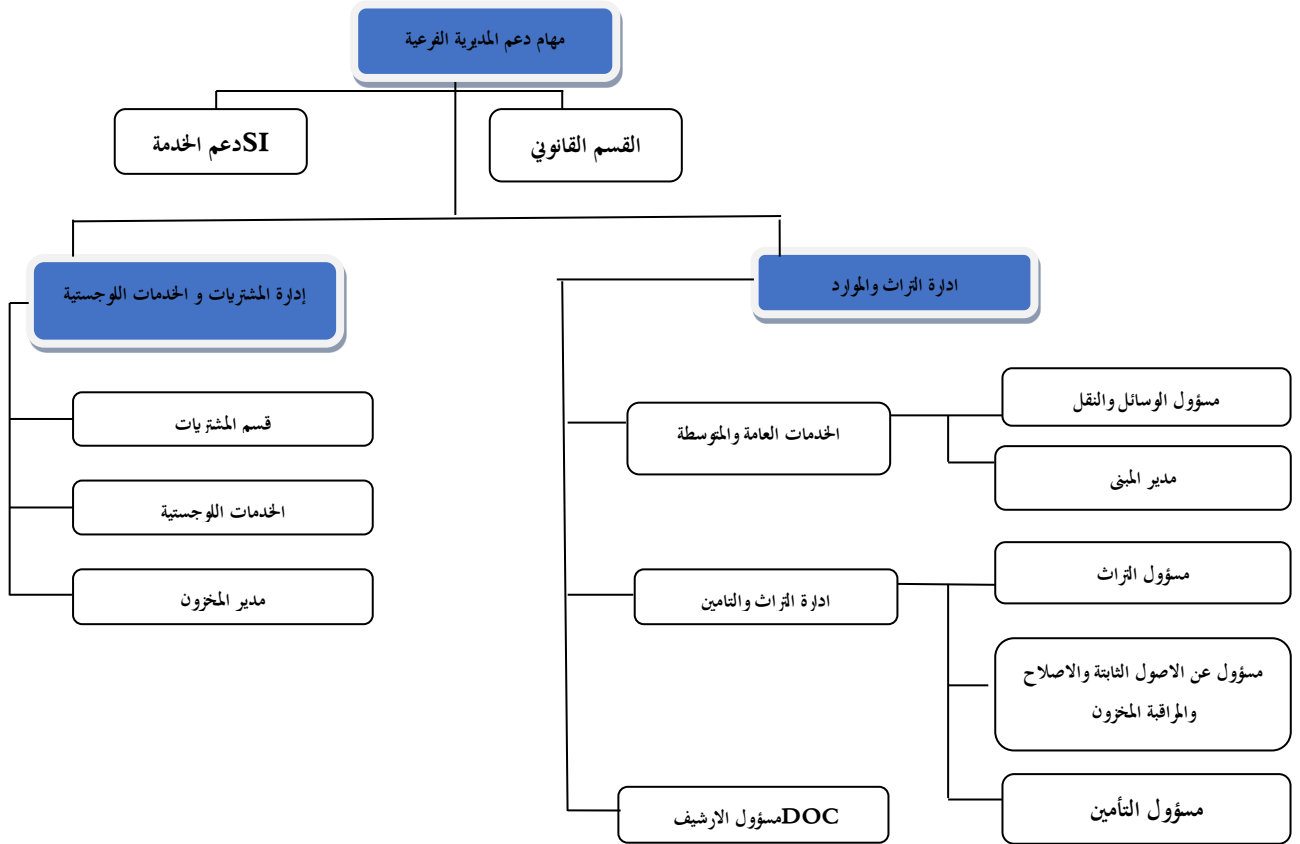 مهام دعم المديرية الفرعية
القسم القانوني
SIدعم الخدمة
ادارة التراث والموارد
إدارة المشتريات و الخدمات اللوجستية
مسؤول الوسائل والنقل
الخدمات العامة والمتوسطة
مدير المبنى
مسؤول التراث
ادارة التراث والتامين
مسؤول عن الاصول الثابتة والاصلاح
والمراقبة المخزون
مسؤول التأمين
DOCمسؤول الارشيف
قسم المشتريات
الخدمات اللوجستية
مدير المخزون